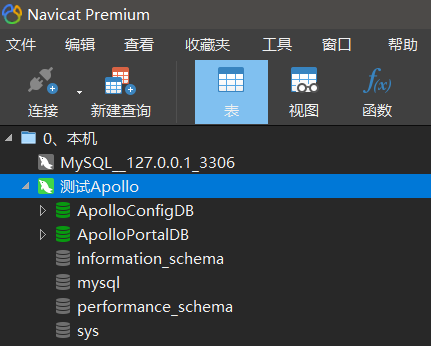 Navicat Premium
文件 编辑 查看 收藏夹 工具 窗口 帮助
连接 新建查询 表 视图 函数
0、本机
MySQL__127.0.0.1_3306
测试Apollo
ApolloConfigDB
ApolloPortalDB
information_schema
mysql
performance_schema
sys